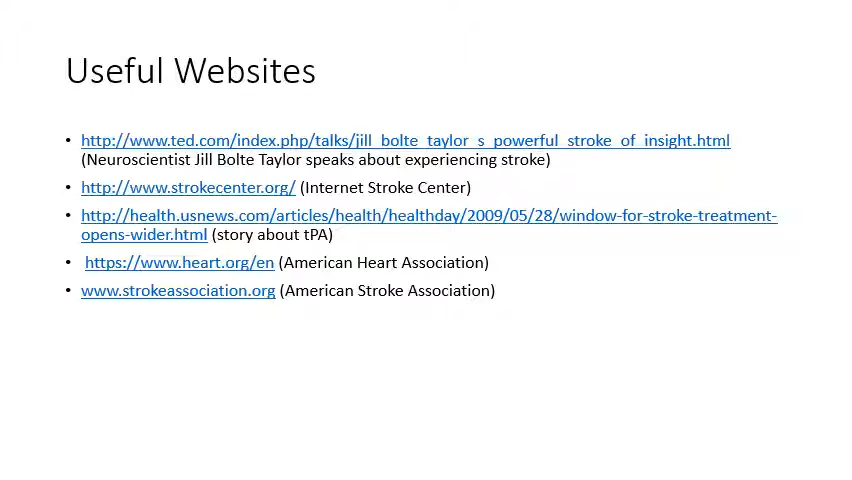 Useful Websites
• http://www.ted.com/index.php/talks/jill_bolte_taylor_s_powerful_stroke_of_insight.html
(Neuroscientist Jill Bolte Taylor speaks about experiencing stroke)
• http://www.strokecenter.org/ (Internet Stroke Center)
• http://health.usnews.com/articles/health/healthday/2009/05/28/window-for-stroke-treatment-
opens-wider.html (story about tPA)
• https://www.heart.org/en (American Heart Association)
• www.strokeassociation.org (American Stroke Association)